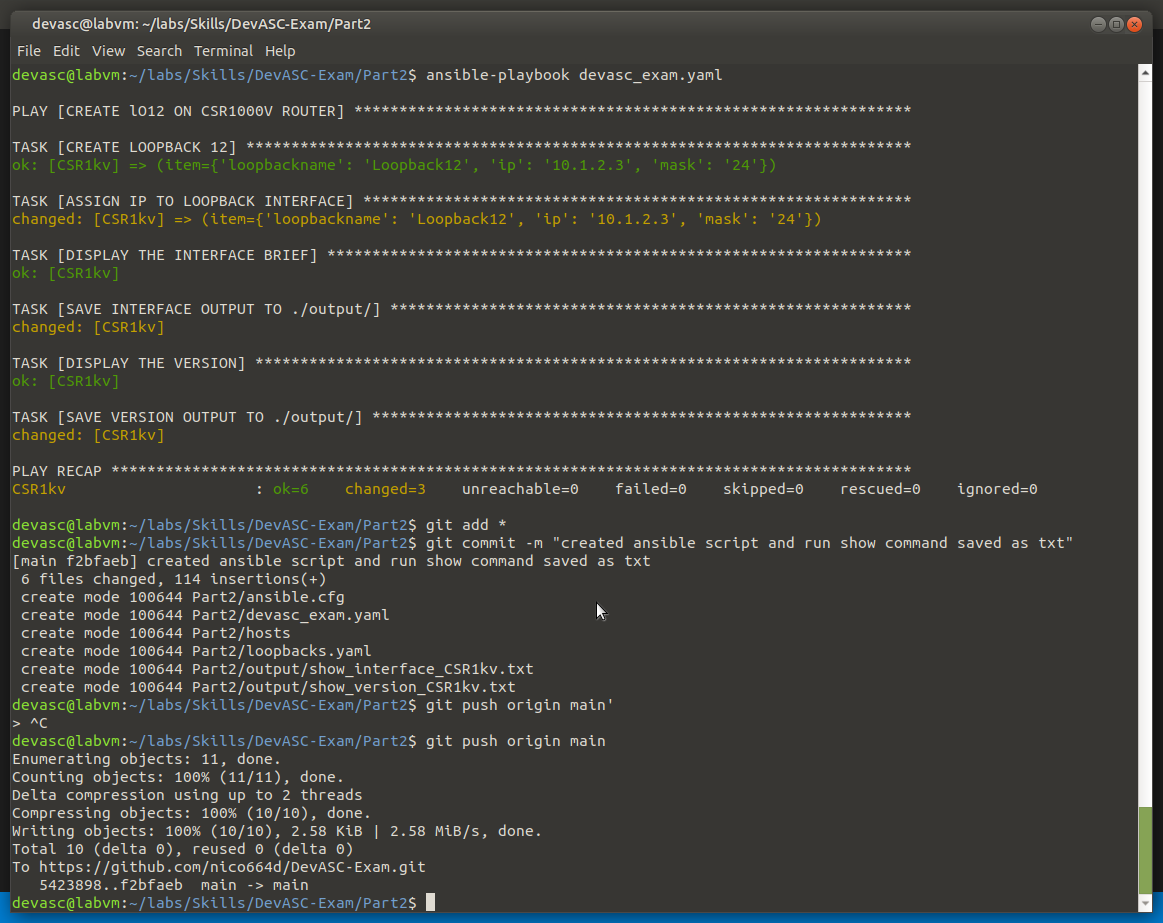 devasc@labvm: ~/labs/Skills/DevASC-Exam/Part2
File Edit View Search Terminal Help
devasc@labvm:~/labs/Skills/DevASC-Exam/Part2$ ansible-playbook devasc_exam.yaml
PLAY [CREATE lO12 ON CSR1000V ROUTER] **************************************************************
TASK [CREATE LOOPBACK 12] **************************************************************************
ok: [CSR1kv] => (item={'loopbackname': 'Loopback12', 'ip': '10.1.2.3', 'mask': '24'})
TASK [ASSIGN IP TO LOOPBACK INTERFACE] *************************************************************
changed: [CSR1kv] => (item={'loopbackname': 'Loopback12', 'ip': '10.1.2.3', 'mask': '24'})
TASK [DISPLAY THE INTERFACE BRIEF] *****************************************************************
ok: [CSR1kv]
TASK [SAVE INTERFACE OUTPUT TO ./output/] **********************************************************
changed: [CSR1kv]
TASK [DISPLAY THE VERSION] *************************************************************************
ok: [CSR1kv]
TASK [SAVE VERSION OUTPUT TO ./output/] ************************************************************
changed: [CSR1kv]
PLAY RECAP *****************************************************************************************
CSR1kv                     : ok=6    changed=3    unreachable=0    failed=0    skipped=0    rescued=0    ignored=0
devasc@labvm:~/labs/Skills/DevASC-Exam/Part2$ git add *
devasc@labvm:~/labs/Skills/DevASC-Exam/Part2$ git commit -m "created ansible script and run show command saved as txt"
[main f2bfaeb] created ansible script and run show command saved as txt
 6 files changed, 114 insertions(+)
 create mode 100644 Part2/ansible.cfg
 create mode 100644 Part2/devasc_exam.yaml
 create mode 100644 Part2/hosts
 create mode 100644 Part2/loopbacks.yaml
 create mode 100644 Part2/output/show_interface_CSR1kv.txt
 create mode 100644 Part2/output/show_version_CSR1kv.txt
devasc@labvm:~/labs/Skills/DevASC-Exam/Part2$ git push origin main'
> ^C
devasc@labvm:~/labs/Skills/DevASC-Exam/Part2$ git push origin main
Enumerating objects: 11, done.
Counting objects: 100% (11/11), done.
Delta compression using up to 2 threads
Compressing objects: 100% (10/10), done.
Writing objects: 100% (10/10), 2.58 KiB | 2.58 MiB/s, done.
Total 10 (delta 0), reused 0 (delta 0)
To https://github.com/nico664d/DevASC-Exam.git
   5423898..f2bfaeb  main -> main
devasc@labvm:~/labs/Skills/DevASC-Exam/Part2$